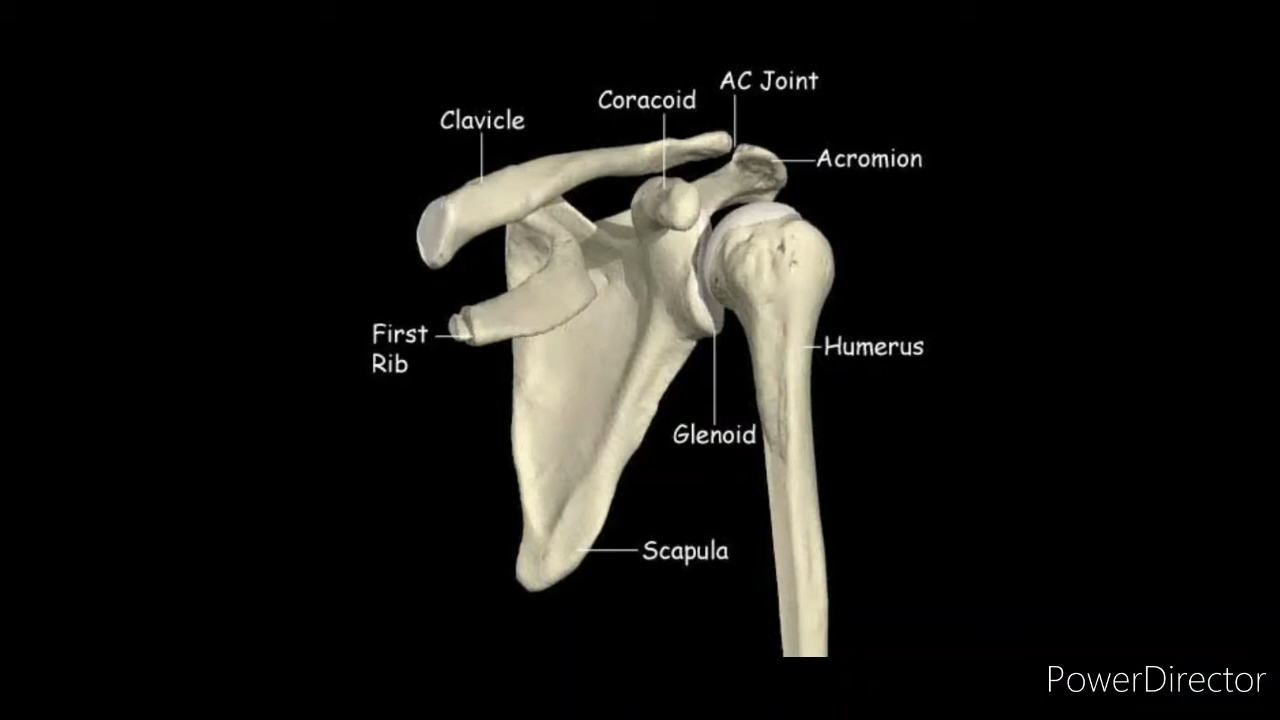 AC Joint
Coracoid
Clavicle
Acromion
First
Rib
Humerus
Glenoid
Scapula
PowerDirector